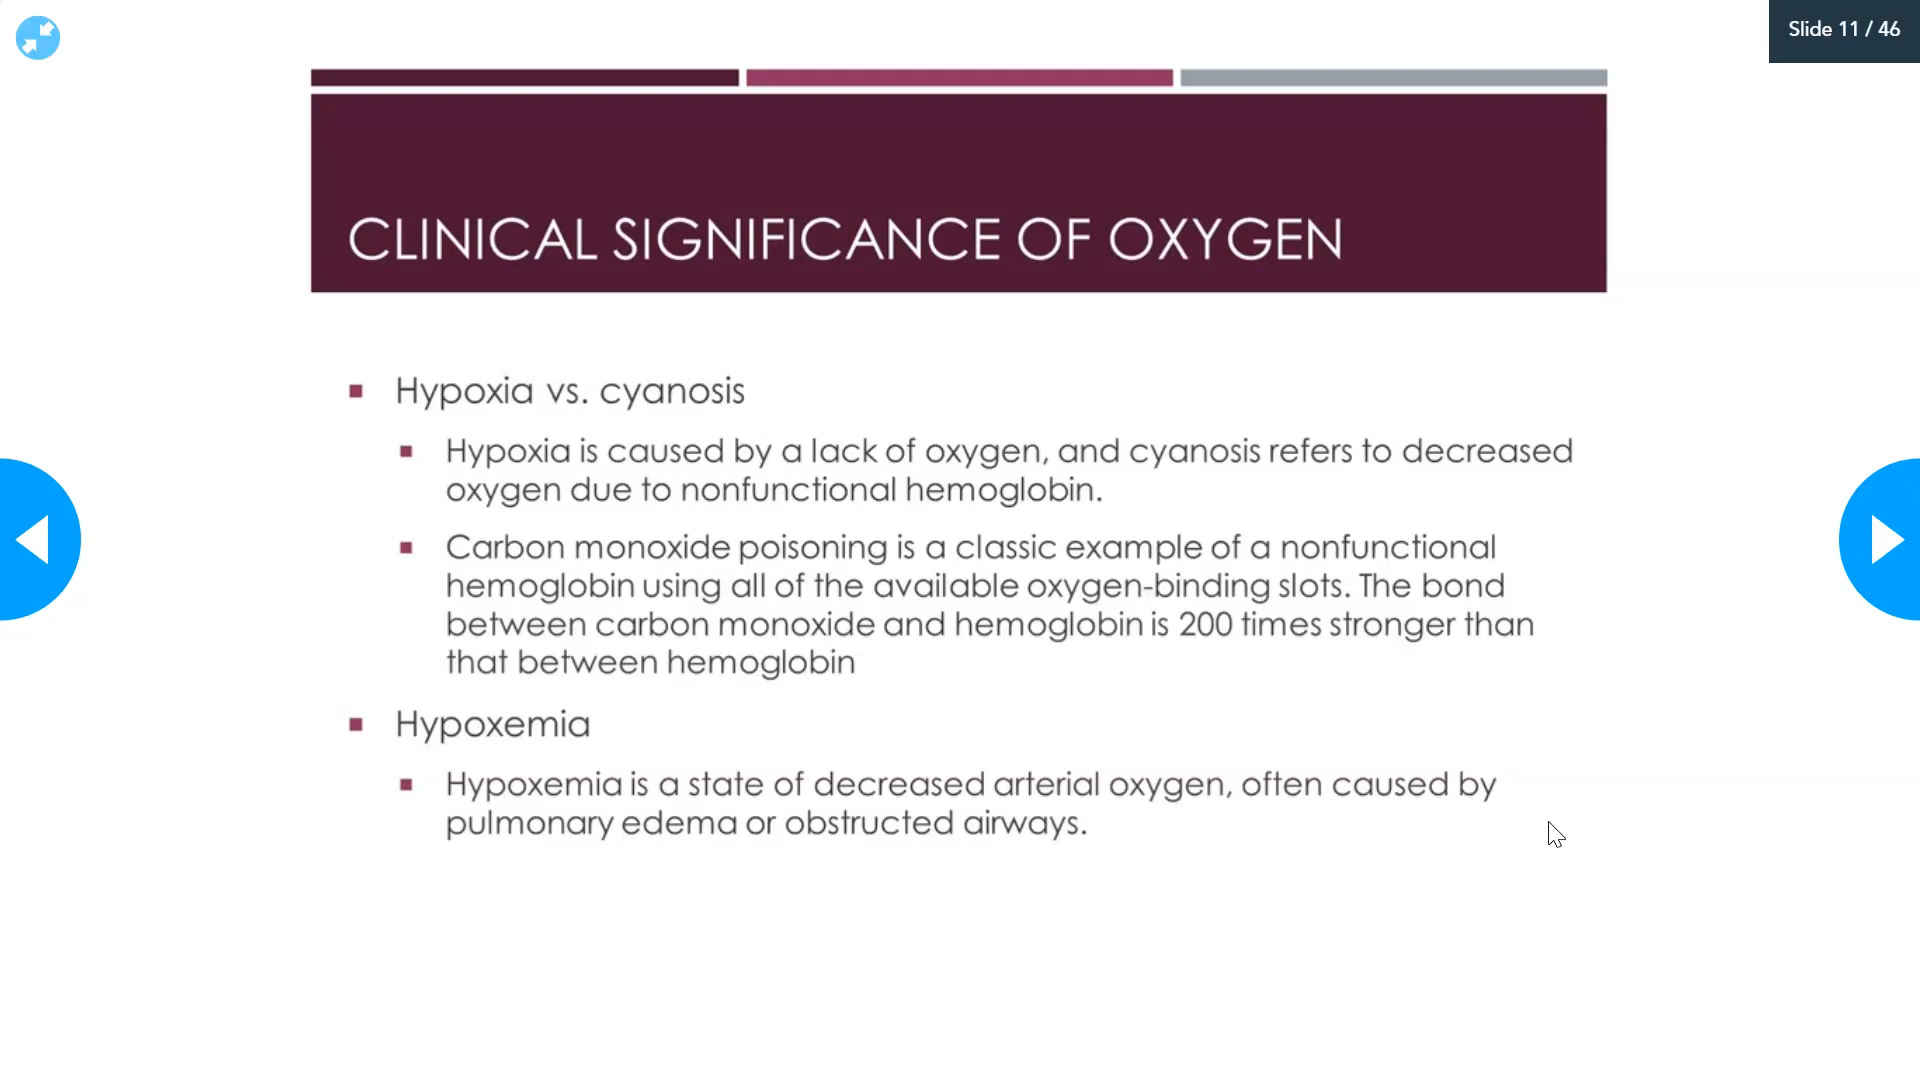 Slide 11 / 46
CLINICAL SIGNIFICANCE OF OXYGEN
Hypoxia vs. cyanosis
Hypoxia is caused by a lack of oxygen, and cyanosis refers to decreased
oxygen due to nonfunctional hemoglobin.
Carbon monoxide poisoning is a classic example of a nonfunctional
hemoglobin using all of the available oxygen-binding slots. The bond
between carbon monoxide and hemoglobin is 200 times stronger than
that between hemoglobin
Hypoxemia
Hypoxemia is a state of decreased arterial oxygen, often caused by
pulmonary edema or obstructed airways.